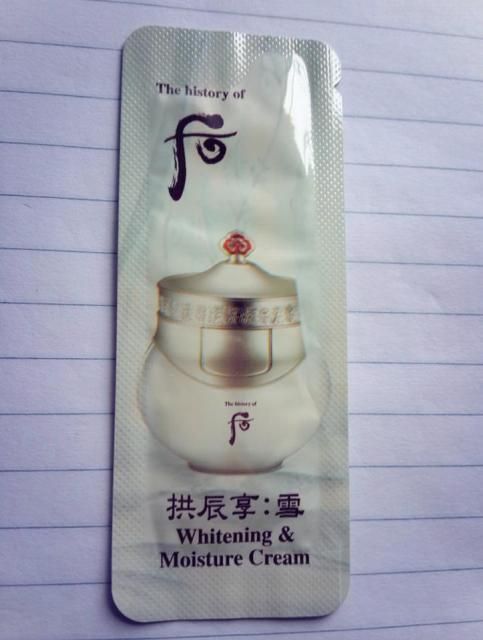 The history of
后
The history of
后
拱辰享:雪
Whitening &
Moisture Cream